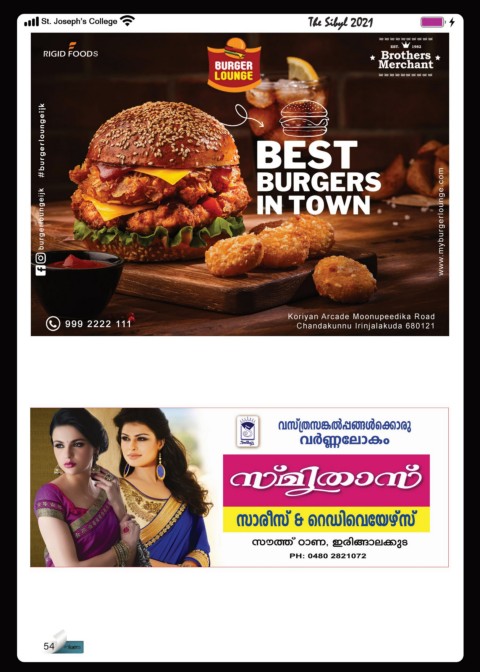 St. Joseph's College
The Sibyl 2021
RIGID FOODS
BURGER
LOUNGE
EST. 1982
Brothers
Merchant
#burgerloungeijk
burgerloungeijk
BEST
BURGERS
IN TOWN
www.myburgerlounge.com
999 2222 111
Koriyan Arcade Moonupeedika Road
Chandakunnu Irinjalakuda 680121
വസ്ത്രസങ്കൽപ്പങ്ങൾക്കൊരു
വർണ്ണലോകം
സ്മിതാസ്
സാരീസ് & റെഡിവെയേഴ്സ്
സൗത്ത് ഠാണ, ഇരിങ്ങാലക്കുട
PH: 0480 2821072
54